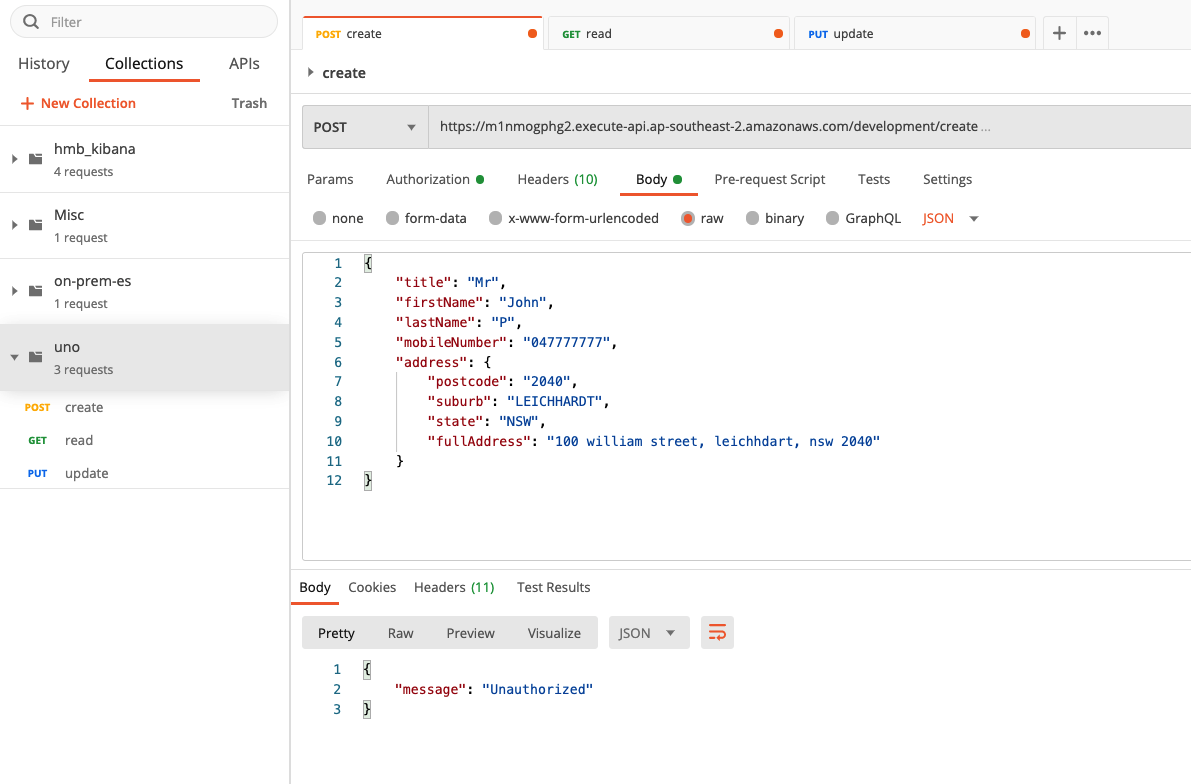 Filter
History Collections APIs
+ New Collection Trash
hmb_kibana
4 requests
Misc
1 request
on-prem-es
1 request
uno
3 requests
POST create
GET read
PUT update
POST create GET read PUT update + •••
create
POST https://m1nmogphg2.execute-api.ap-southeast-2.amazonaws.com/development/create ...
Params Authorization Headers (10) Body Pre-request Script Tests Settings
none form-data x-www-form-urlencoded raw binary GraphQL JSON
1 {
2 "title": "Mr",
3 "firstName": "John",
4 "lastName": "P",
5 "mobileNumber": "047777777",
6 "address": {
7 "postcode": "2040",
8 "suburb": "LEICHHARDT",
9 "state": "NSW",
10 "fullAddress": "100 william street, leichhdart, nsw 2040"
11 }
12 }
Body Cookies Headers (11) Test Results
Pretty Raw Preview Visualize JSON
1 {
2 "message": "Unauthorized"
3 }